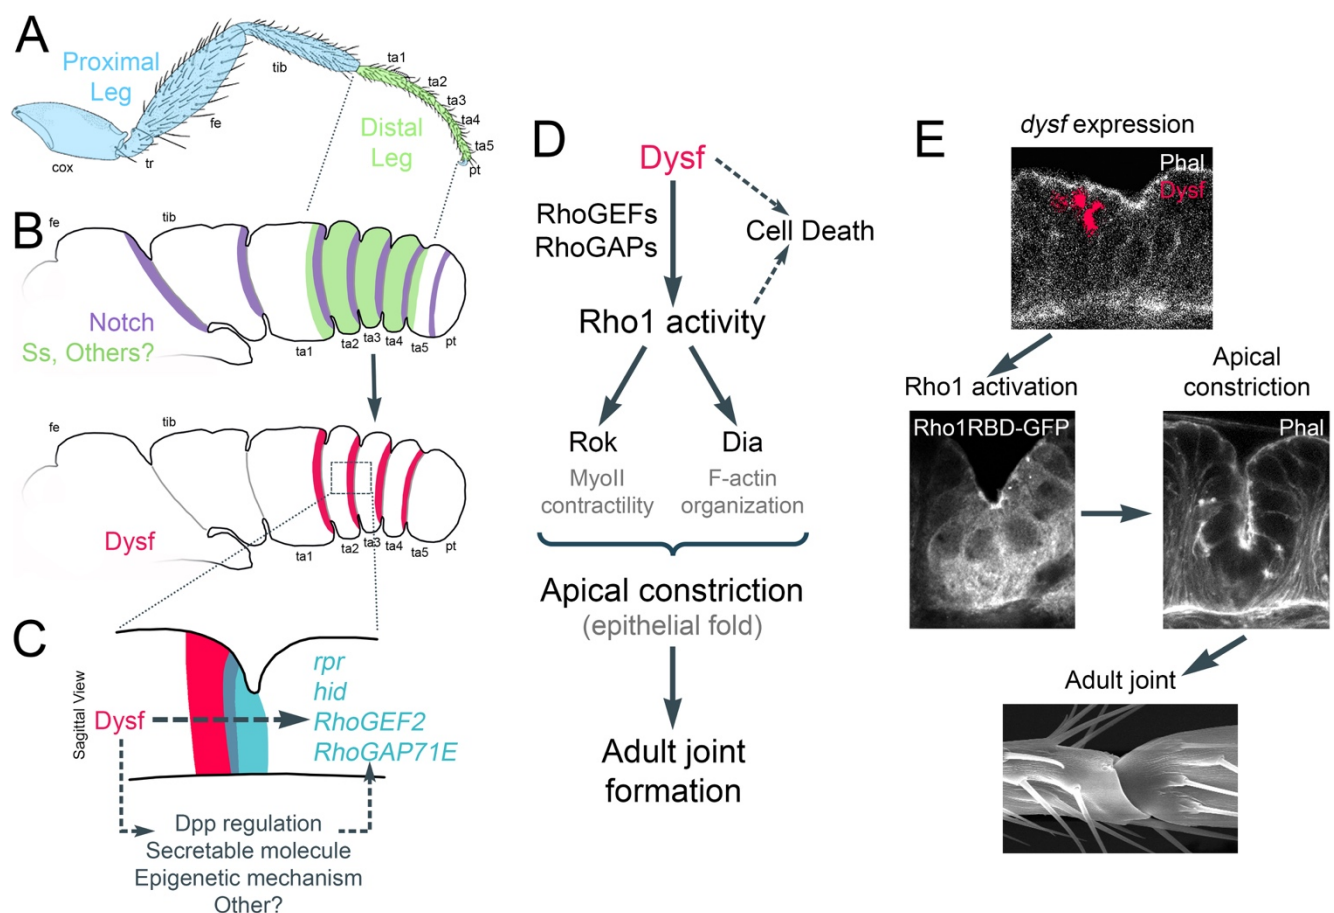 A
Proximal
Leg
cox
tr
fe
tib
ta1
ta2
ta3
ta4
ta5
pt
Distal
Leg
B
fe
tib
Notch
Ss, Others?
ta1
ta2
ta3
ta4
ta5
pt
fe
tib
Dysf
ta1
ta2
ta3
ta4
ta5
pt
C
Sagittal View
Dysf
rpr
hid
RhoGEF2
RhoGAP71E
Dpp regulation
Secretable molecule
Epigenetic mechanism
Other?
D
Dysf
RhoGEFs
RhoGAPs
Cell Death
Rho1 activity
Rok
Dia
MyoII
contractility
F-actin
organization
Apical constriction
(epithelial fold)
Adult joint
formation
E
dysf expression
Phal
Dysf
Rho1 activation
Rho1RBD-GFP
Apical
constriction
Phal
Adult joint